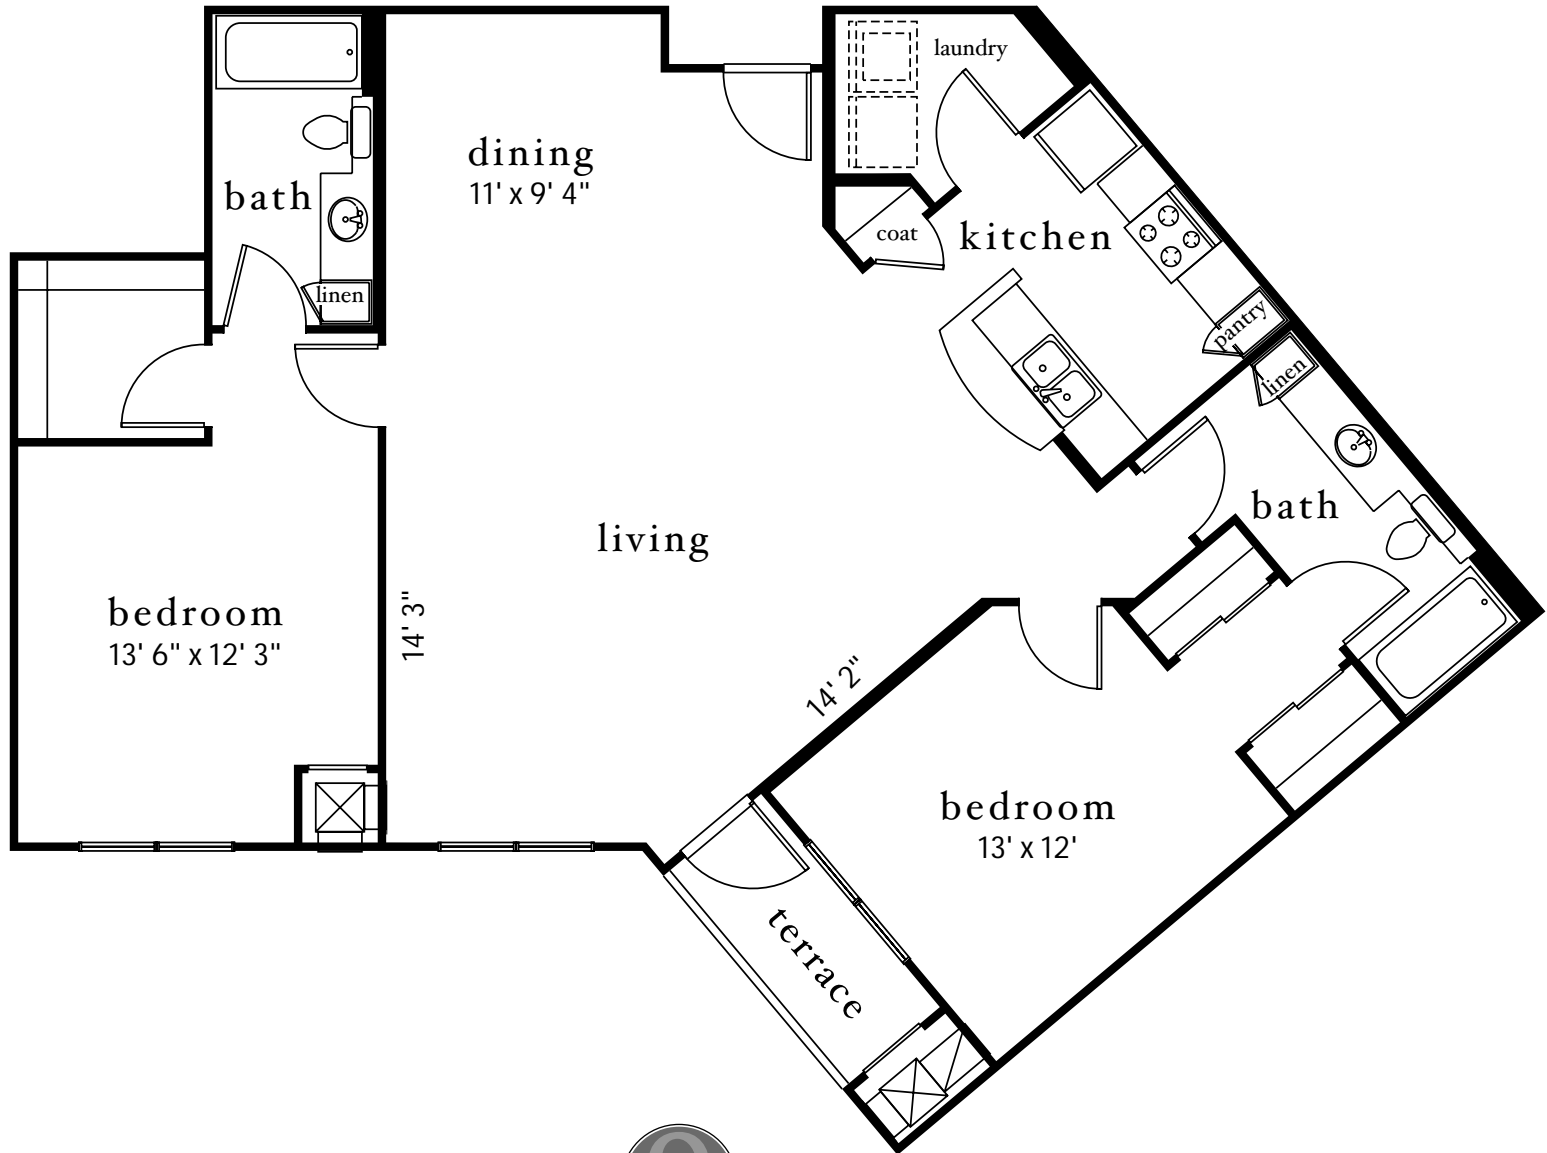 laundry
dining
11' x 9' 4"
bath
coat
kitchen
linen
pantry
linen
bath
living
bedroom
13' 6" x 12' 3"
14' 3"
14' 2"
bedroom
13' x 12'
terrace